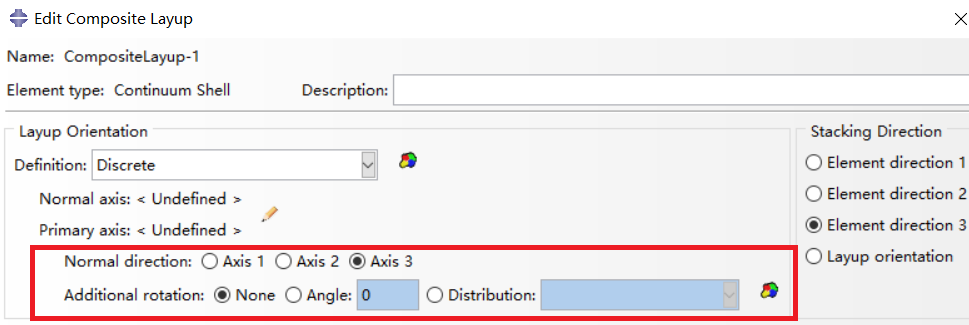 Edit Composite Layup
Name: CompositeLayup-1
Element type: Continuum Shell Description:
Layup Orientation
Definition: Discrete
Normal axis: < Undefined >
Primary axis: < Undefined >
Normal direction: Axis 1 Axis 2 Axis 3
Additional rotation: None Angle: 0 Distribution:
Stacking Direction
Element direction 1
Element direction 2
Element direction 3
Layup orientation